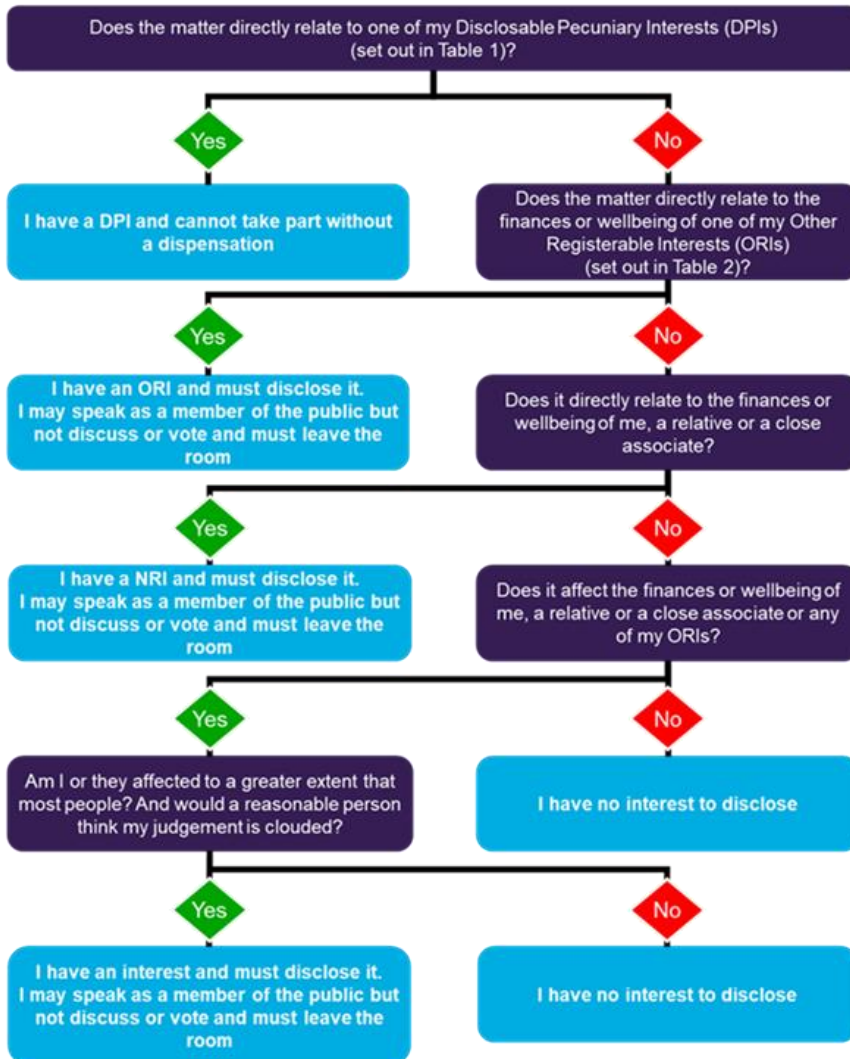 Does the matter directly relate to one of my Disclosable Pecuniary Interests (DPIs)
(set out in Table 1)?
Yes
No
I have a DPI and cannot take part without
a dispensation
Does the matter directly relate to the
finances or wellbeing of one of my Other
Registerable Interests (ORIs)
(set out in Table 2)?
Yes
No
I have an ORI and must disclose it.
I may speak as a member of the public but
not discuss or vote and must leave the
room
Does it directly relate to the finances or
wellbeing of me, a relative or a close
associate?
Yes
No
I have a NRI and must disclose it.
I may speak as a member of the public but
not discuss or vote and must leave the
room
Does it affect the finances or wellbeing of
me, a relative or a close associate or any
of my ORIs?
Yes
No
Am I or they affected to a greater extent that
most people? And would a reasonable person
think my judgement is clouded?
I have no interest to disclose
Yes
No
I have an interest and must disclose it.
I may speak as a member of the public but
not discuss or vote and must leave the
room
I have no interest to disclose